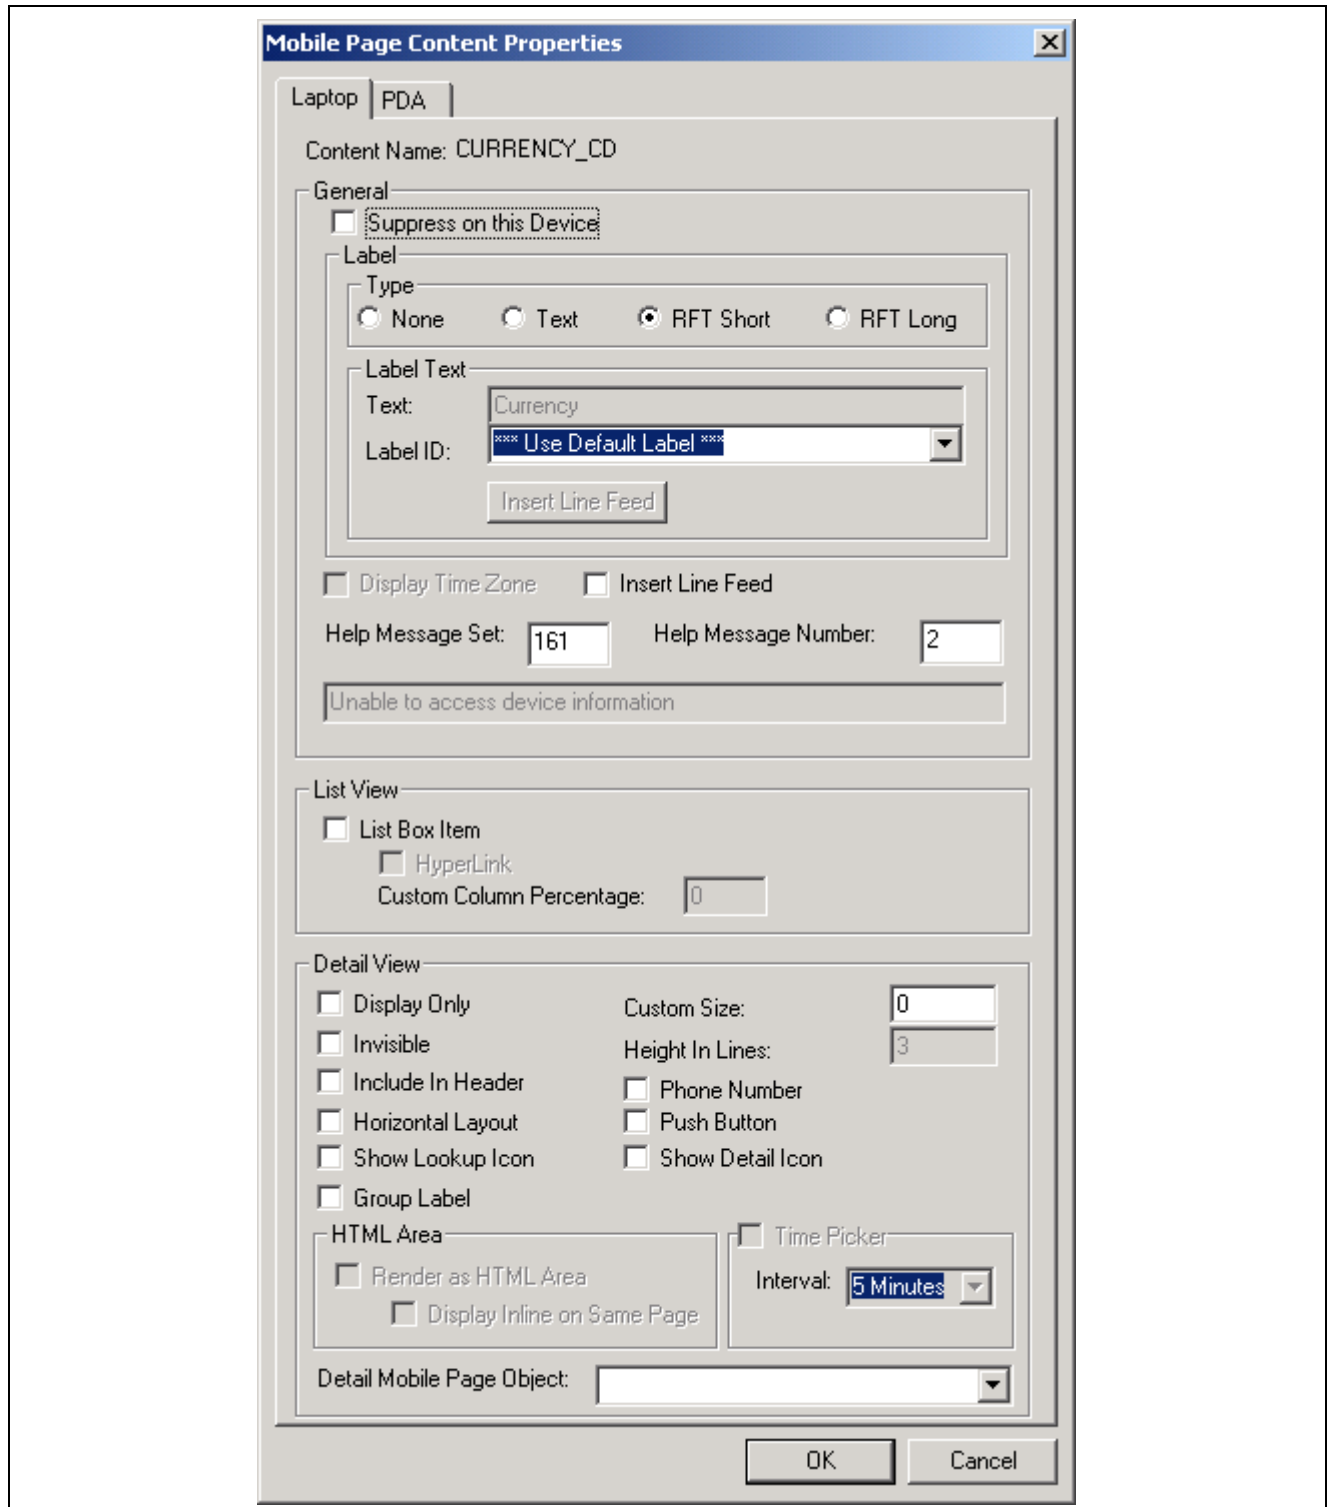 Mobile Page Content Properties
Laptop PDA
Content Name: CURRENCY_CD
General
Suppress on this Device
Label
Type
None Text RFT Short RFT Long
Label Text
Text: Currency
Label ID: *** Use Default Label ***
Insert Line Feed
Display Time Zone Insert Line Feed
Help Message Set: 161 Help Message Number: 2
Unable to access device information
List View
List Box Item
HyperLink
Custom Column Percentage: 0
Detail View
Display Only Custom Size: 0
Invisible Height In Lines: 3
Include In Header Phone Number
Horizontal Layout Push Button
Show Lookup Icon Show Detail Icon
Group Label
HTML Area Time Picker
Render as HTML Area Interval: 5 Minutes
Display Inline on Same Page
Detail Mobile Page Object:
OK Cancel